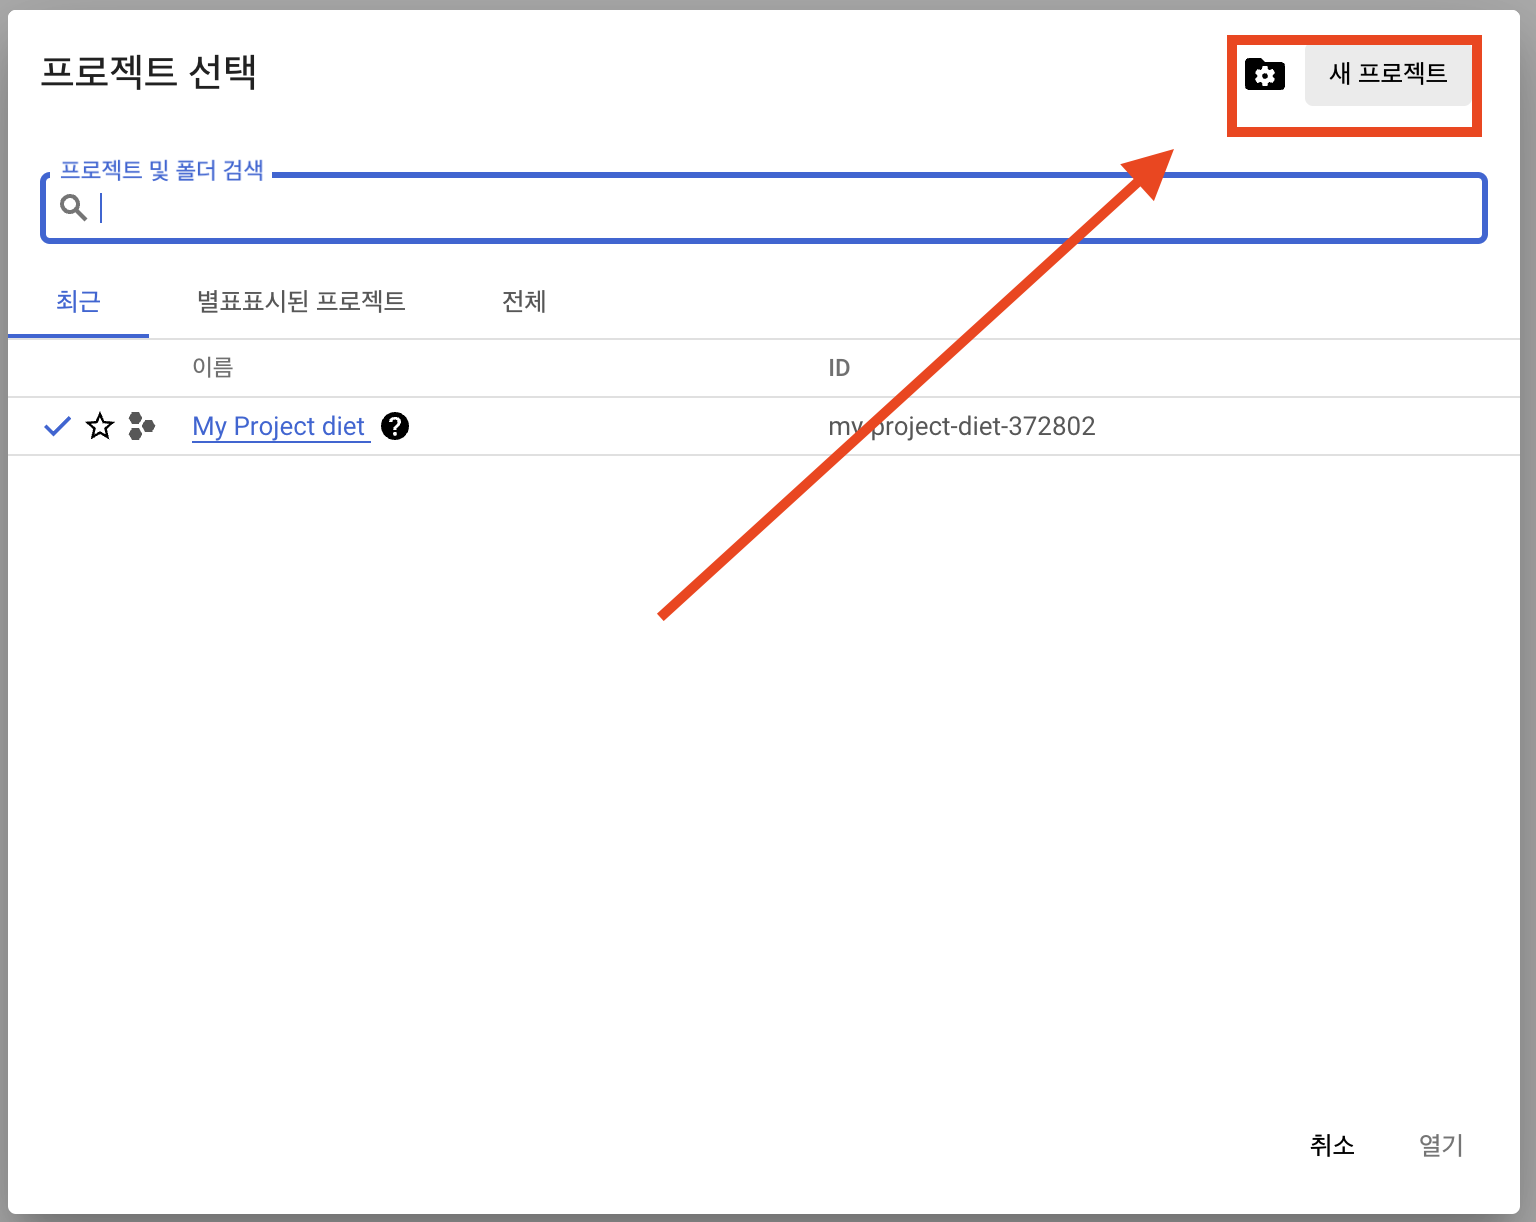 프로젝트 선택
새 프로젝트
프로젝트 및 폴더 검색
최근 별표표시된 프로젝트 전체
이름 ID
My Project diet my-project-diet-372802
취소 열기